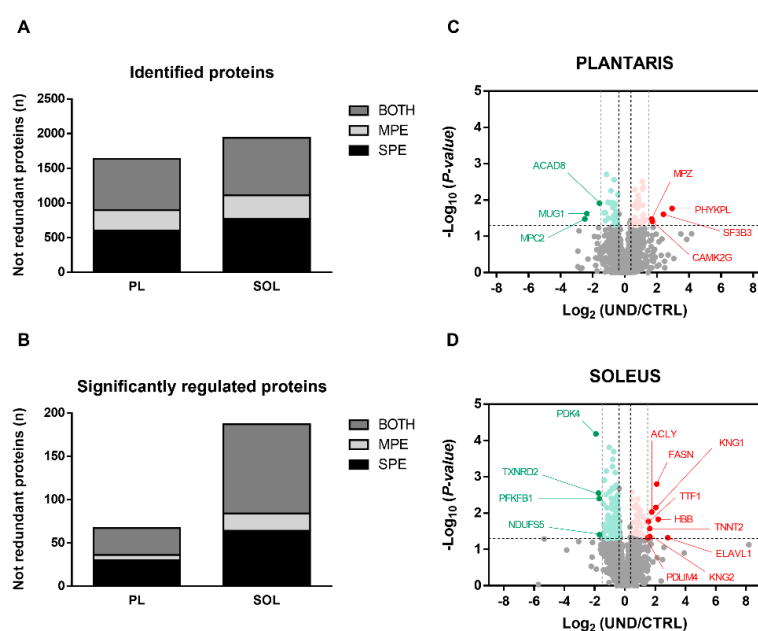 A
Identified proteins
Not redundant proteins (n)
2500
2000
1500
1000
500
0
PL
SOL
BOTH
MPE
SPE
B
Significantly regulated proteins
Not redundant proteins (n)
200
150
100
50
0
PL
SOL
BOTH
MPE
SPE
C
PLANTARIS
-Log10 (P-value)
5
4
3
2
1
0
ACAD8
MUG1
MPC2
MPZ
PHYKPL
SF3B3
CAMK2G
-8 -6 -4 -2 0 2 4 6 8
Log2 (UND/CTRL)
D
SOLEUS
-Log10 (P-value)
5
4
3
2
1
0
PDK4
TXNRD2
PFKFB1
NDUFS5
ACLY
KNG1
FASN
TTF1
HBB
TNNT2
ELAVL1
PDLIM4
KNG2
-8 -6 -4 -2 0 2 4 6 8
Log2 (UND/CTRL)